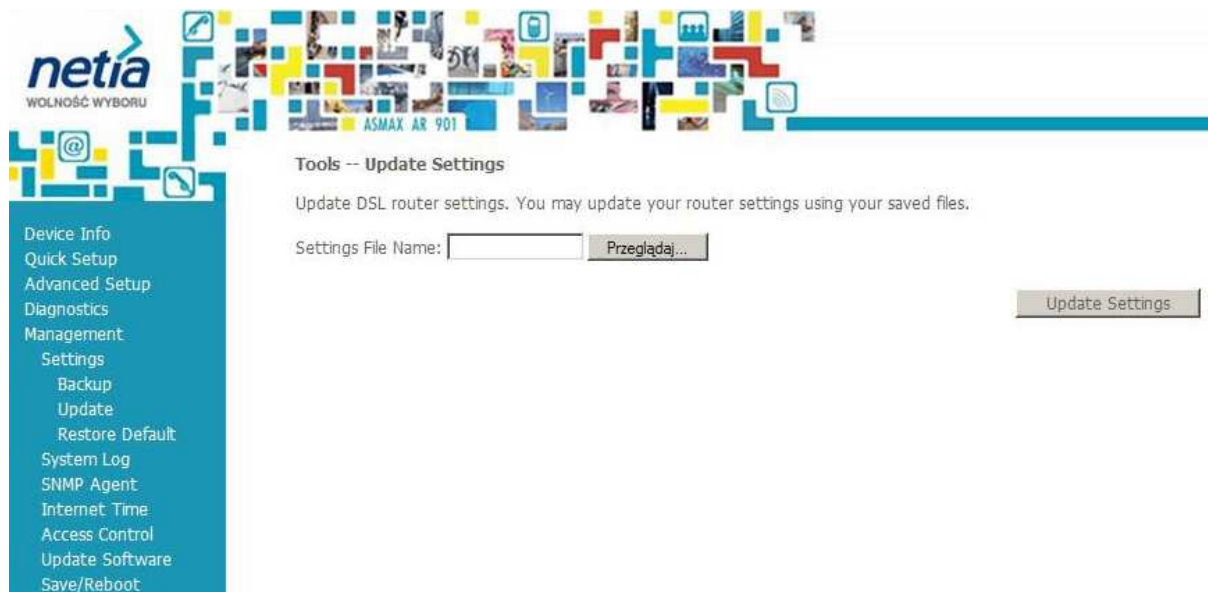 netia
WOLNOŚĆ WYBORU
ASMAX AR 901
@
Tools -- Update Settings
Update DSL router settings. You may update your router settings using your saved files.
Settings File Name: Przeglądaj...
Update Settings
Device Info
Quick Setup
Advanced Setup
Diagnostics
Management
Settings
Backup
Update
Restore Default
System Log
SNMP Agent
Internet Time
Access Control
Update Software
Save/Reboot